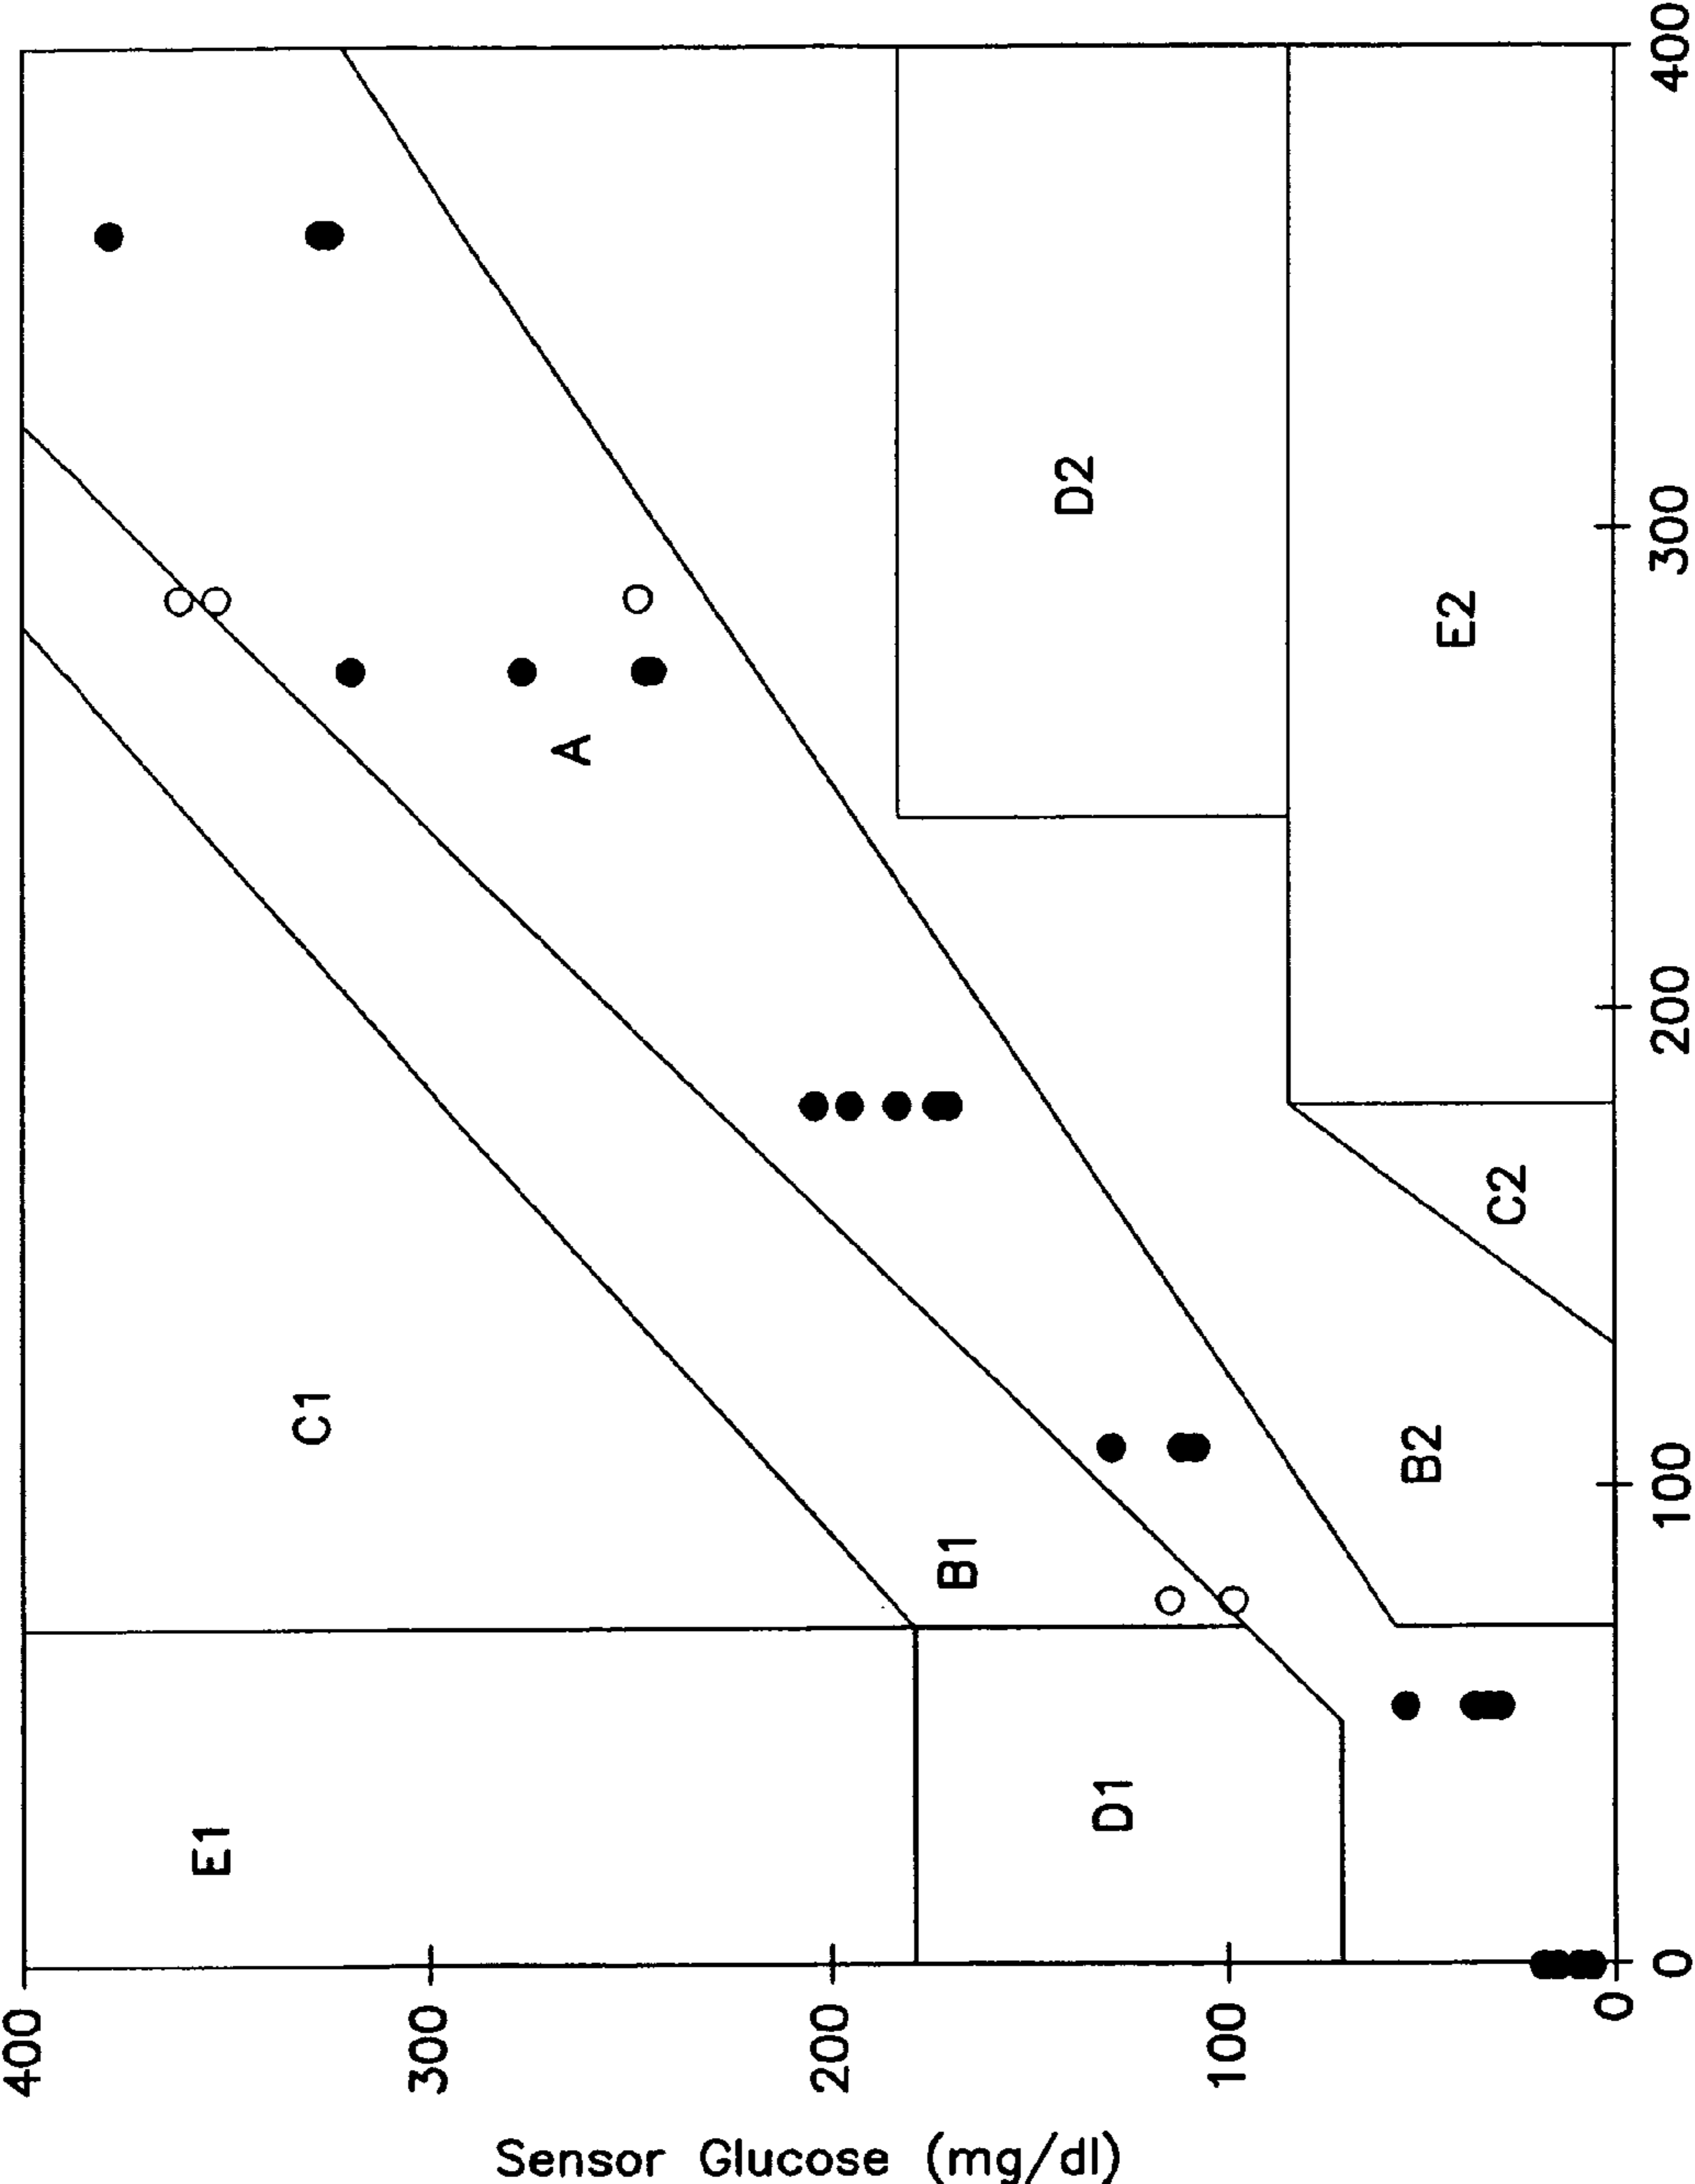 400
300
200
100
0
Sensor Glucose (mg/dl)
E1
C1
D1
B1
A
B2
C2
D2
E2
0
100
200
300
400